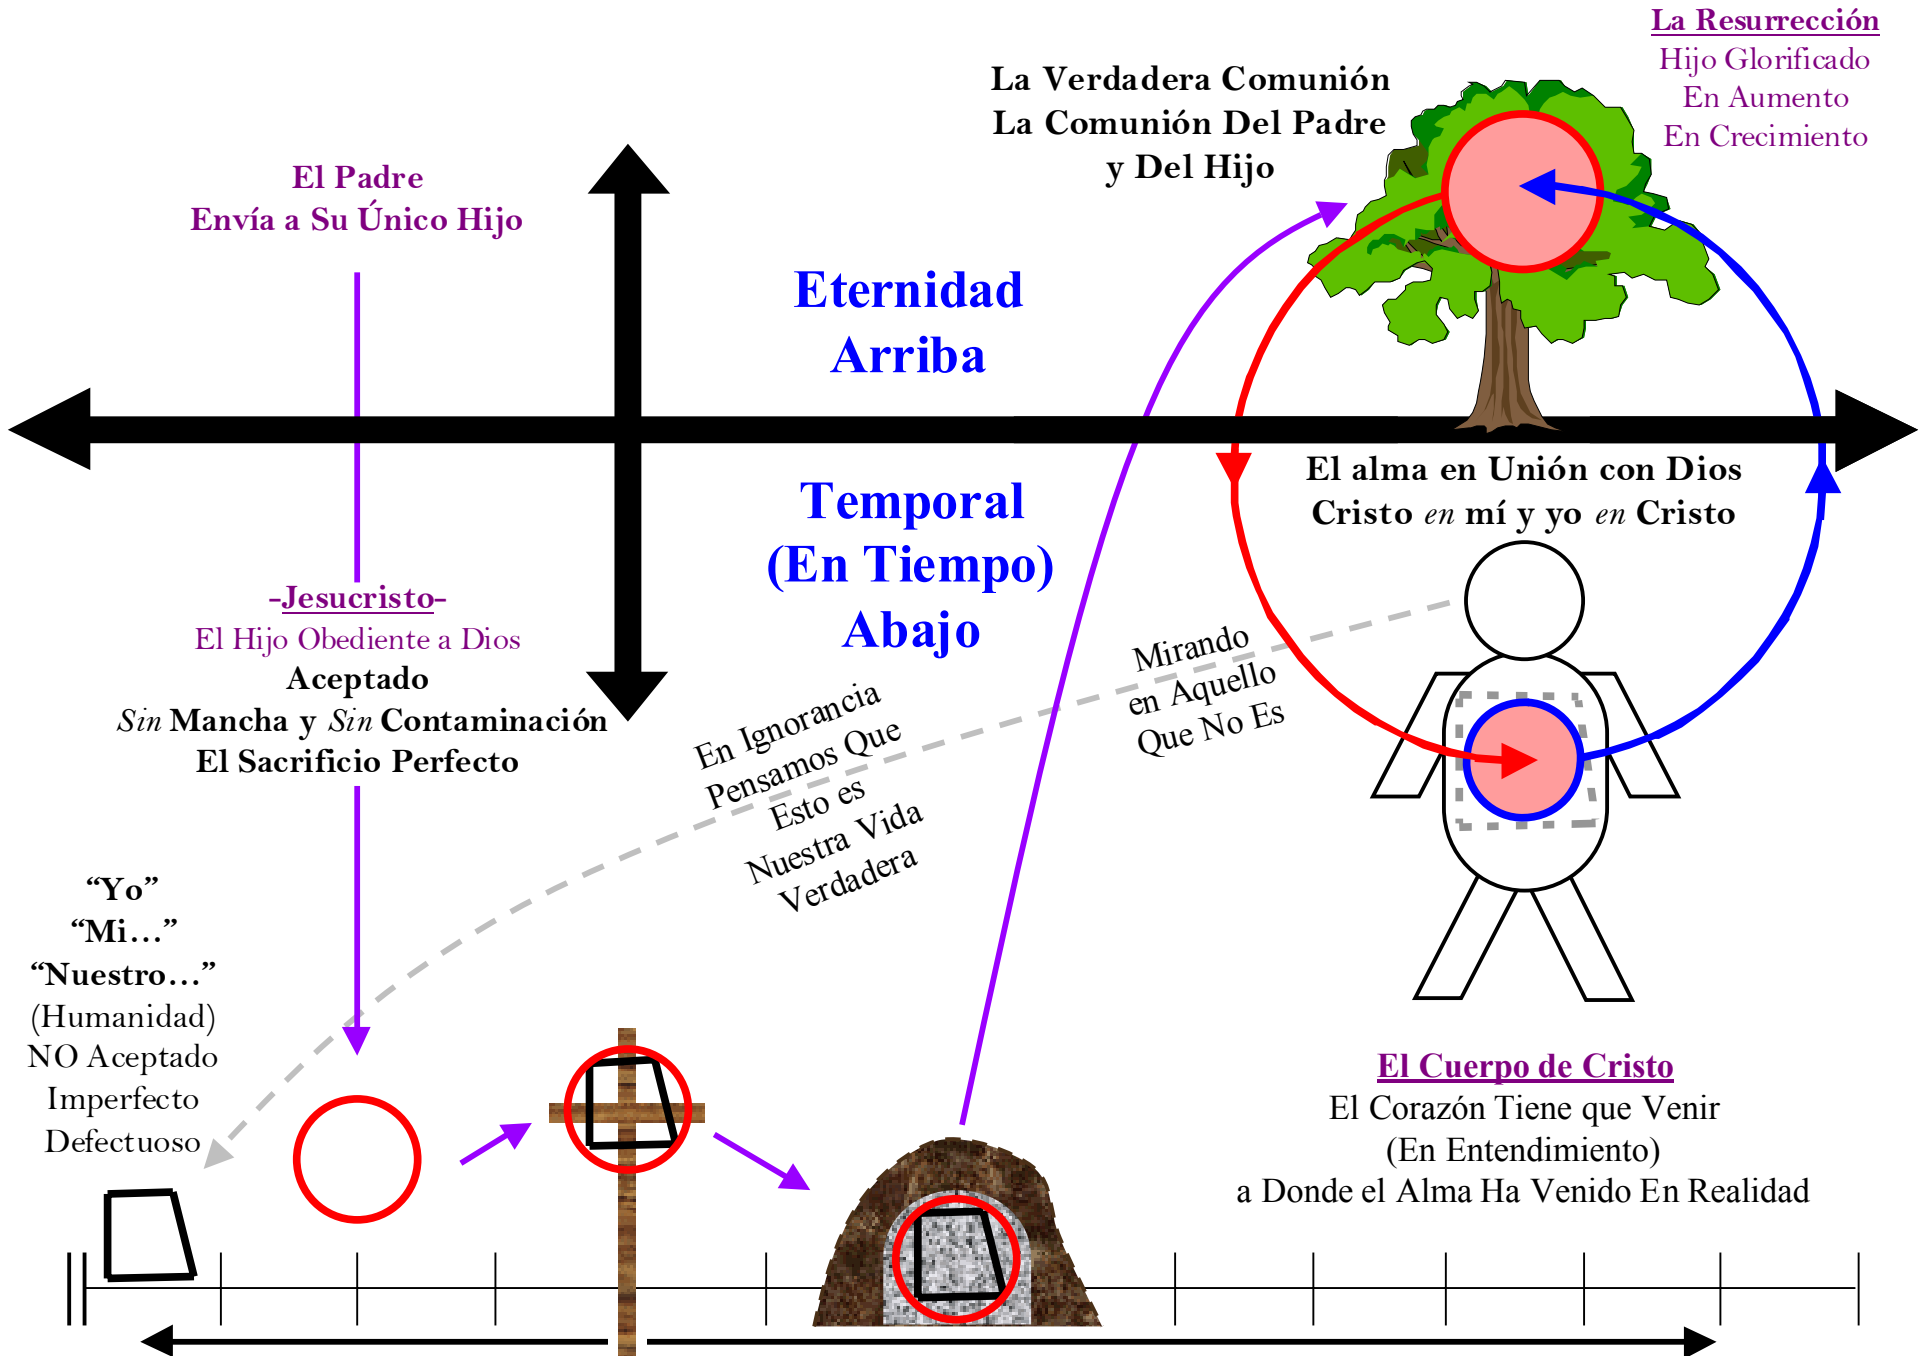 La Resurrección
Hijo Glorificado
En Aumento
En Crecimiento
La Verdadera Comunión
La Comunión Del Padre
y Del Hijo
El Padre
Envía a Su Único Hijo
Eternidad
Arriba
Temporal
(En Tiempo)
Abajo
El alma en Unión con Dios
Cristo en mí y yo en Cristo
-Jesucristo-
El Hijo Obediente a Dios
Aceptado
Sin Mancha y Sin Contaminación
El Sacrificio Perfecto
Mirando
en Aquello
Que No Es
En Ignorancia
Pensamos Que
Esto es
Nuestra Vida
Verdadera
“Yo”
“Mi…”
“Nuestro…”
(Humanidad)
NO Aceptado
Imperfecto
Defectuoso
El Cuerpo de Cristo
El Corazón Tiene que Venir
(En Entendimiento)
a Donde el Alma Ha Venido En Realidad